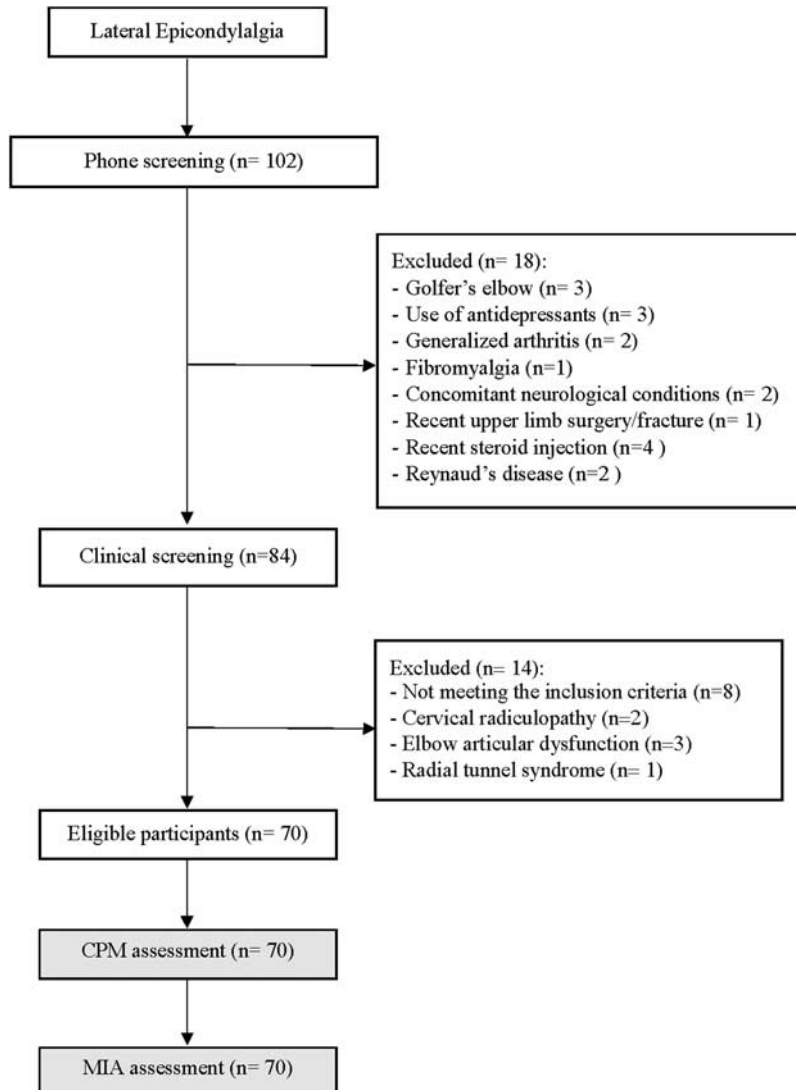 Lateral Epicondylalgia
Phone screening (n= 102)
Excluded (n= 18):
- Golfer's elbow (n= 3)
- Use of antidepressants (n= 3)
- Generalized arthritis (n= 2)
- Fibromyalgia (n=1)
- Concomitant neurological conditions (n= 2)
- Recent upper limb surgery/fracture (n= 1)
- Recent steroid injection (n=4 )
- Reynaud's disease (n=2 )
Clinical screening (n=84)
Excluded (n= 14):
- Not meeting the inclusion criteria (n=8)
- Cervical radiculopathy (n=2)
- Elbow articular dysfunction (n=3)
- Radial tunnel syndrome (n= 1)
Eligible participants (n= 70)
CPM assessment (n= 70)
MIA assessment (n= 70)